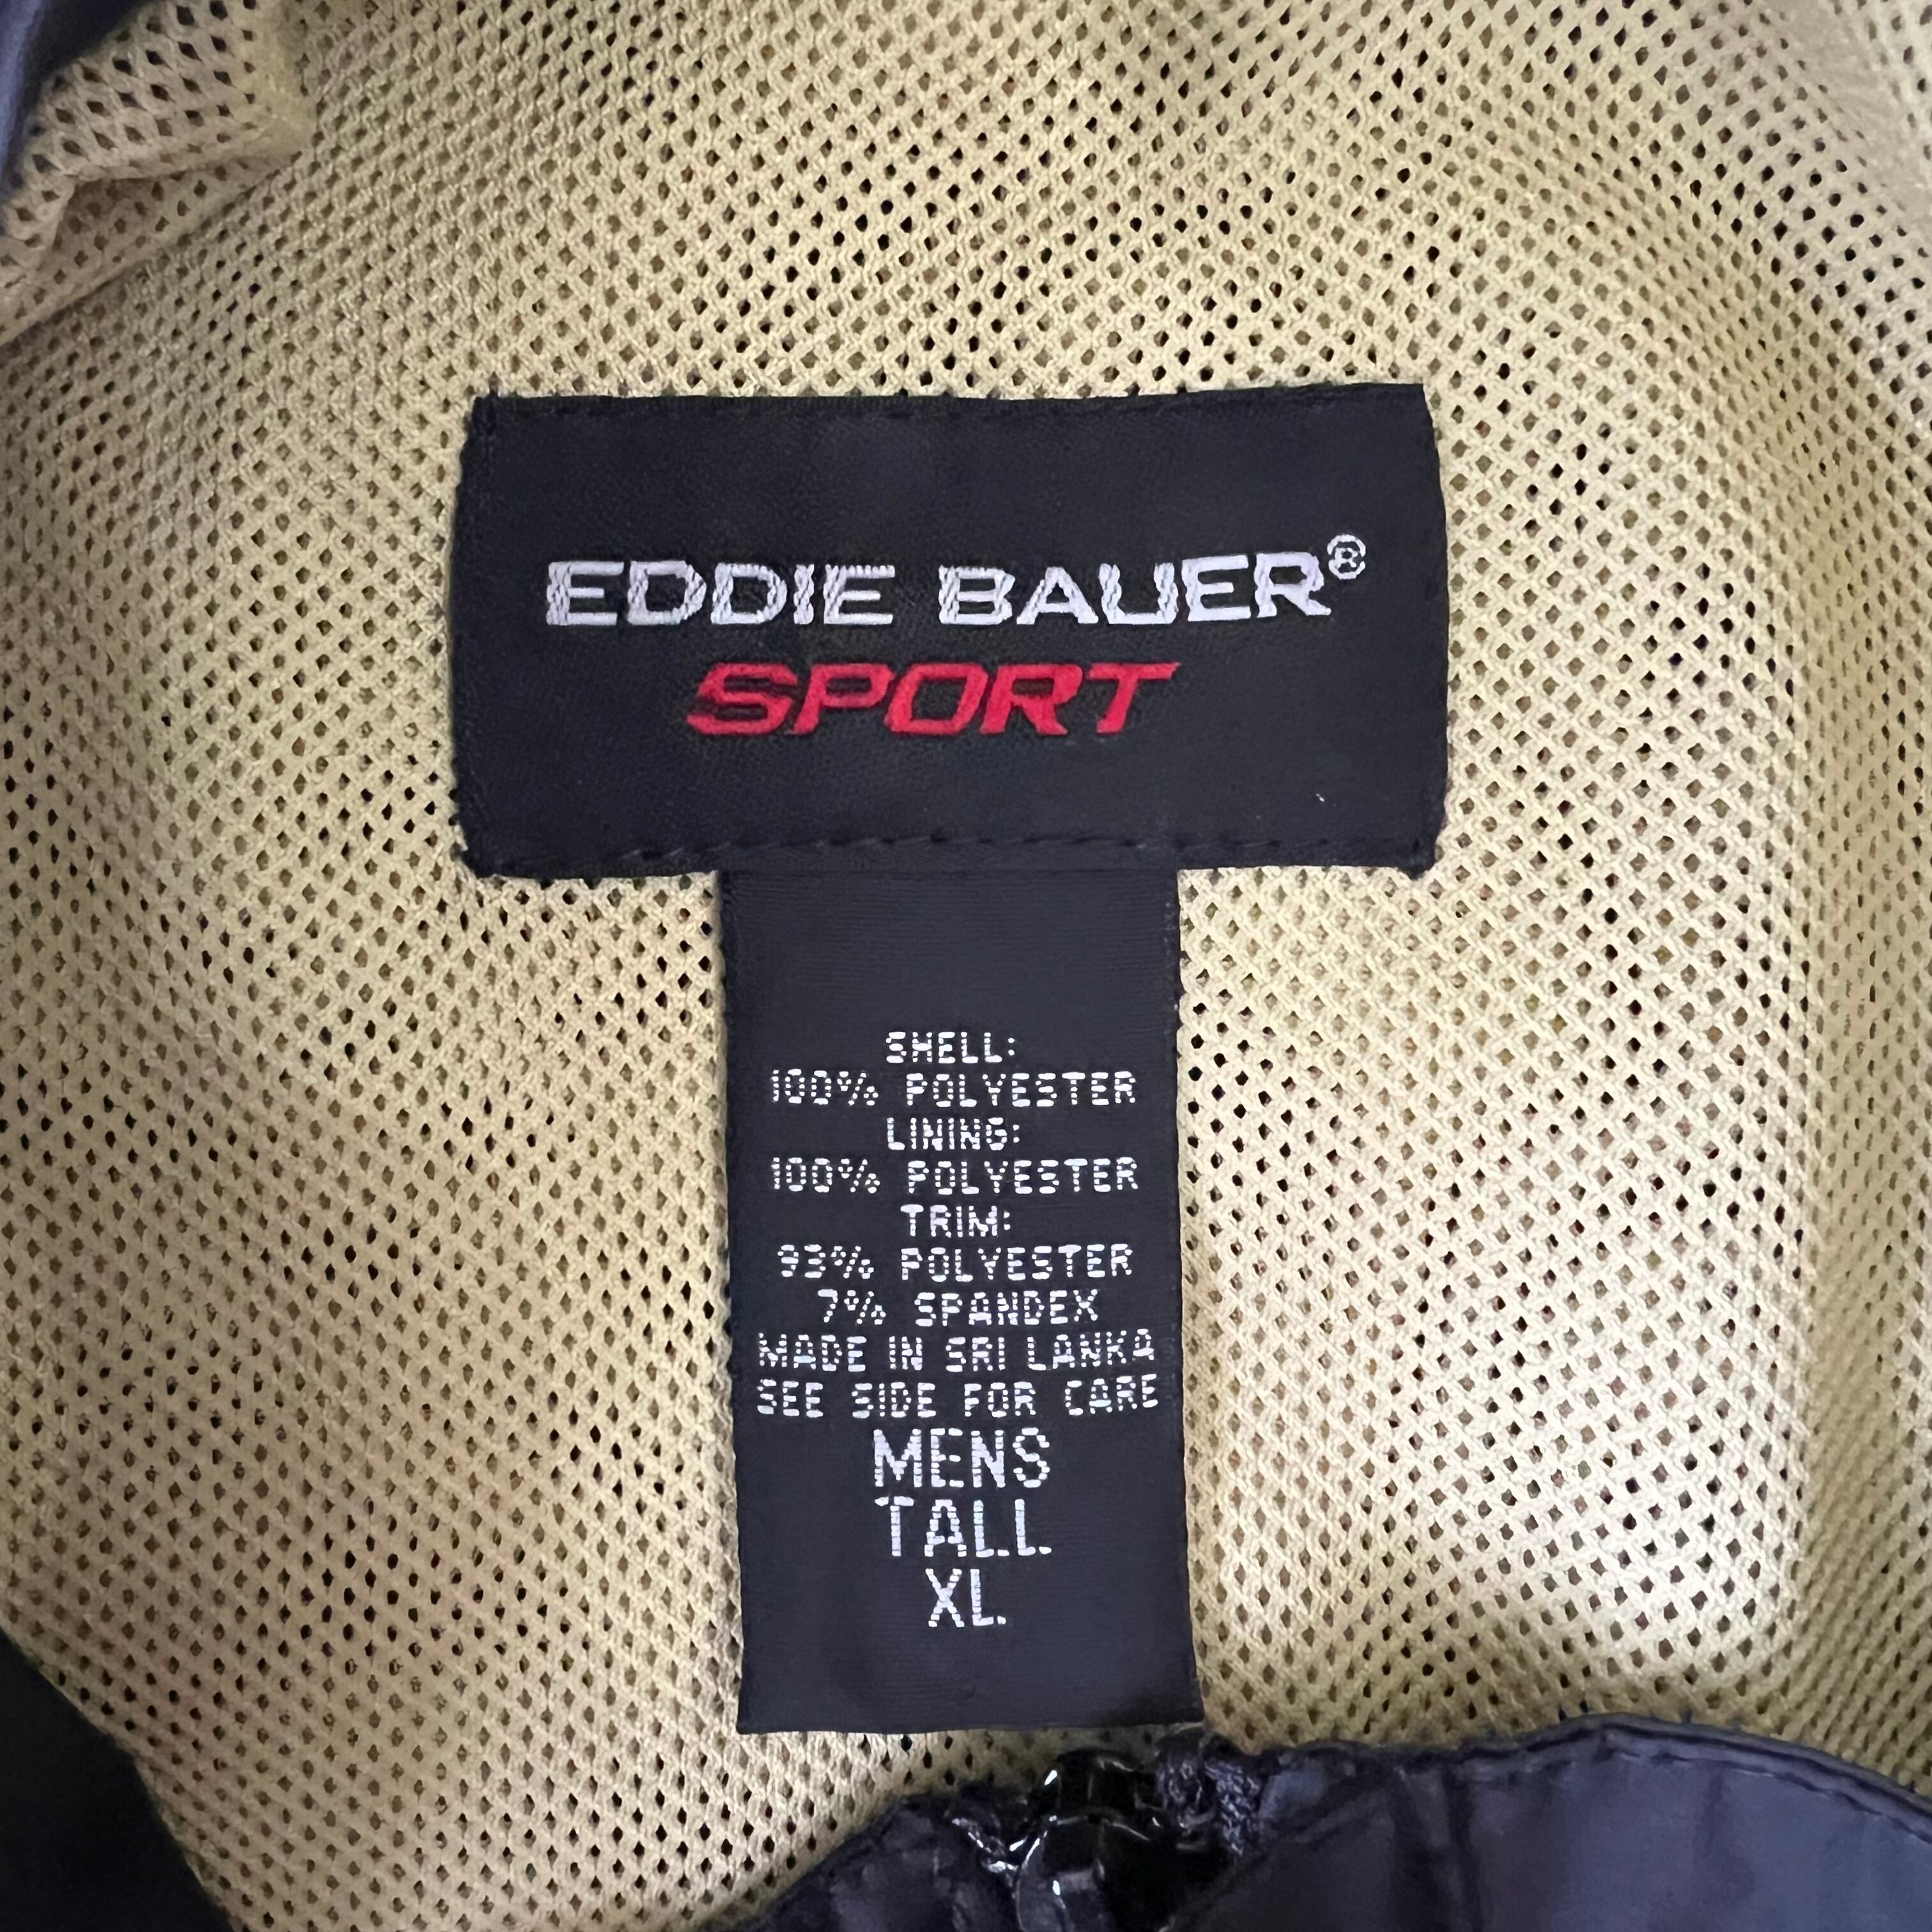 EDDIE BAUER®
SPORT
SHELL:
100% POLYESTER
LINING:
100% POLYESTER
TRIM:
93% POLYESTER
7% SPANDEX
MADE IN SRI LANKA
SEE SIDE FOR CARE
MENS
TALL
XL